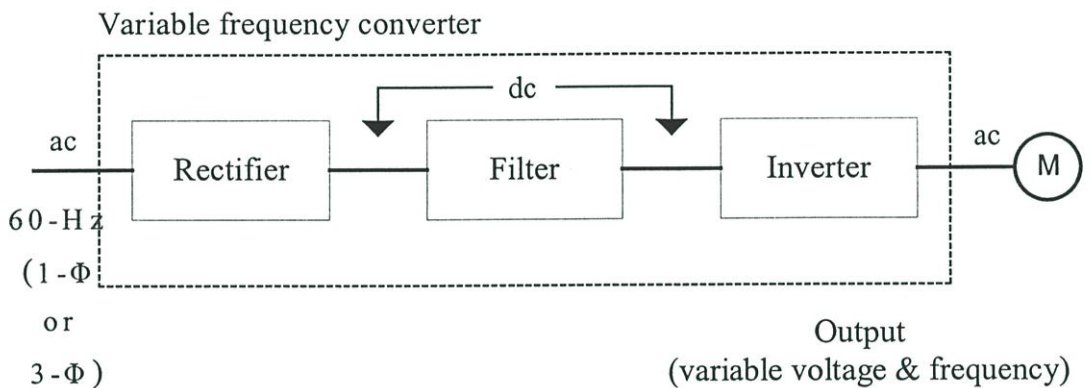 Variable frequency converter
dc
ac
Rectifier
Filter
Inverter
ac
M
60-Hz
(1-Φ
or
3-Φ)
Output
(variable voltage & frequency)